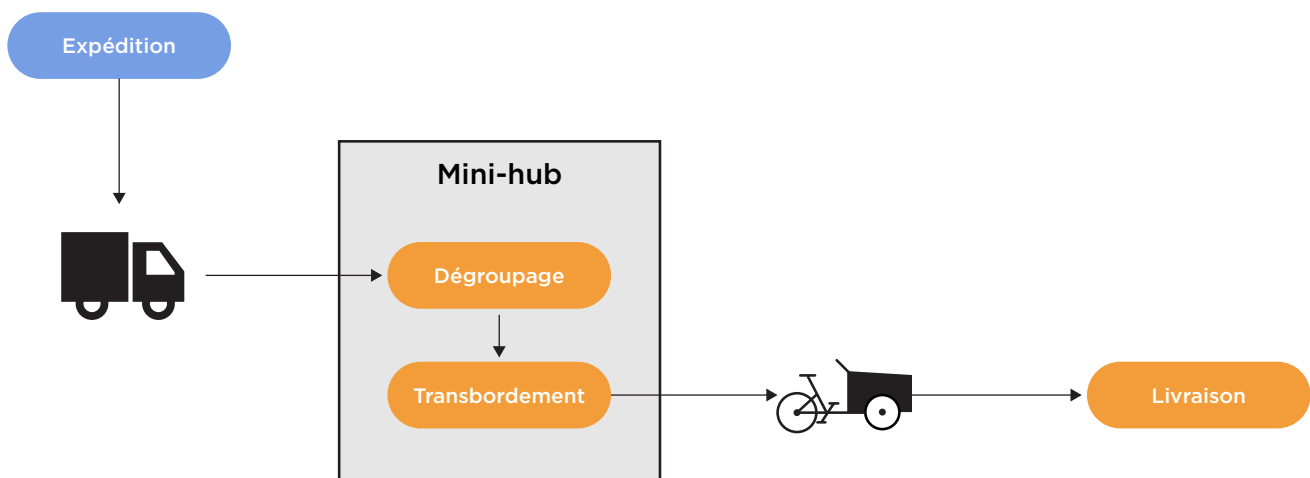 Expédition
Mini-hub
Dégroupage
Transbordement
Livraison